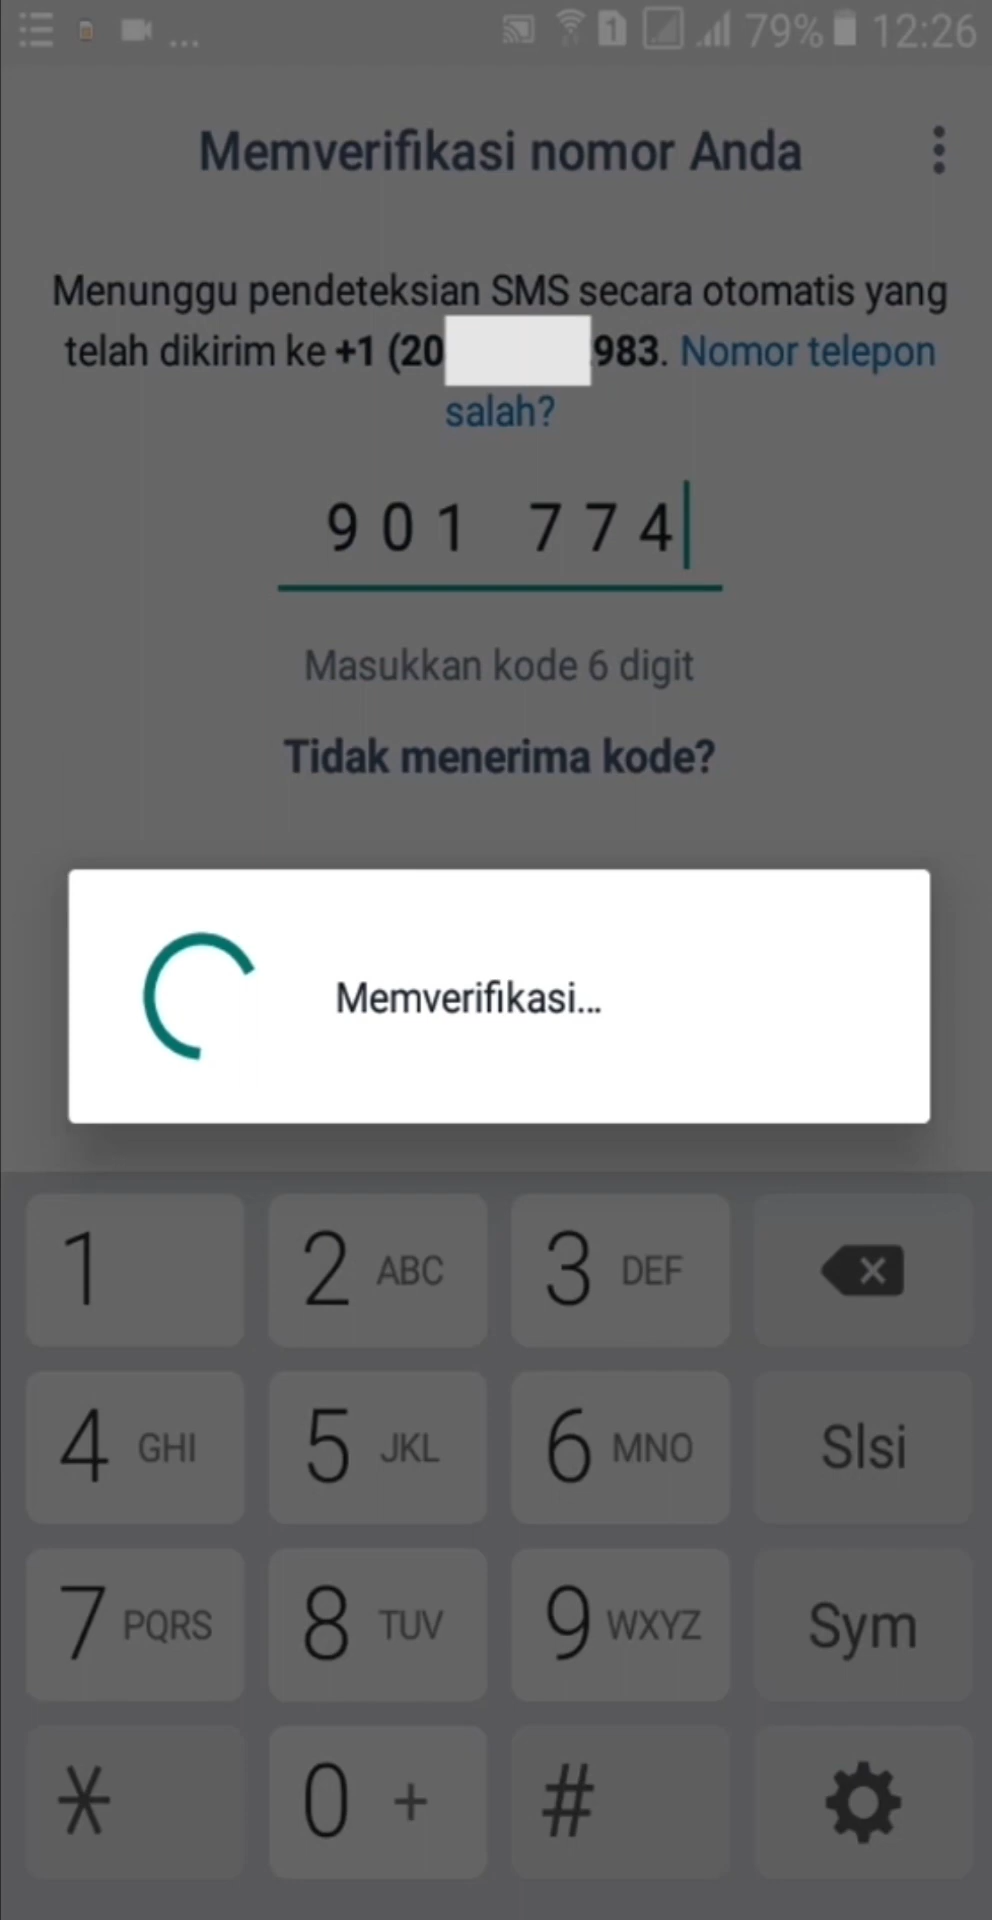 1 79% 12:26
Memverifikasi nomor Anda
Menunggu pendeteksian SMS secara otomatis yang
telah dikirim ke +1 (20 983. Nomor telepon
salah?
901 774
Masukkan kode 6 digit
Tidak menerima kode?
Memverifikasi...
1 2 ABC 3 DEF
4 GHI 5 JKL 6 MNO Slsi
7 PQRS 8 TUV 9 WXYZ Sym
* 0 + #